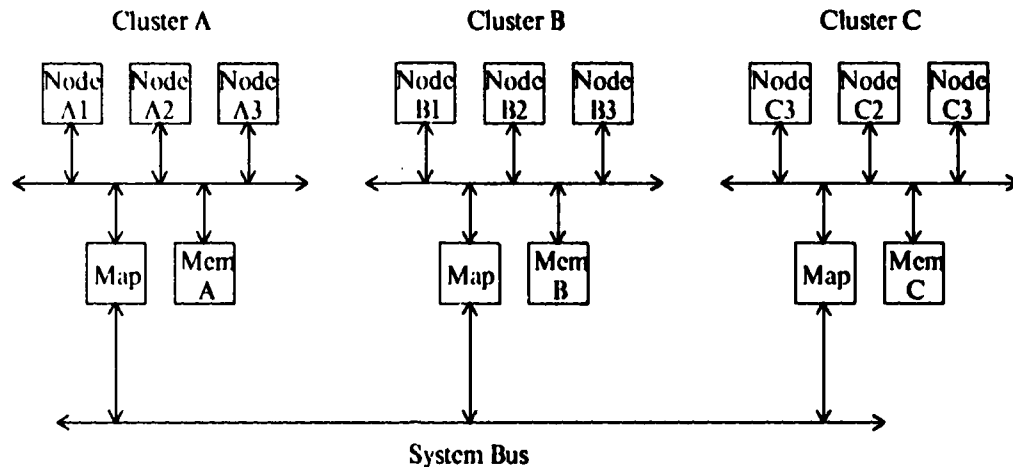 Cluster A
Cluster B
Cluster C
Node A1
Node A2
Node A3
Node B1
Node B2
Node B3
Node C3
Node C2
Node C3
Map
Mem A
Map
Mem B
Map
Mem C
System Bus